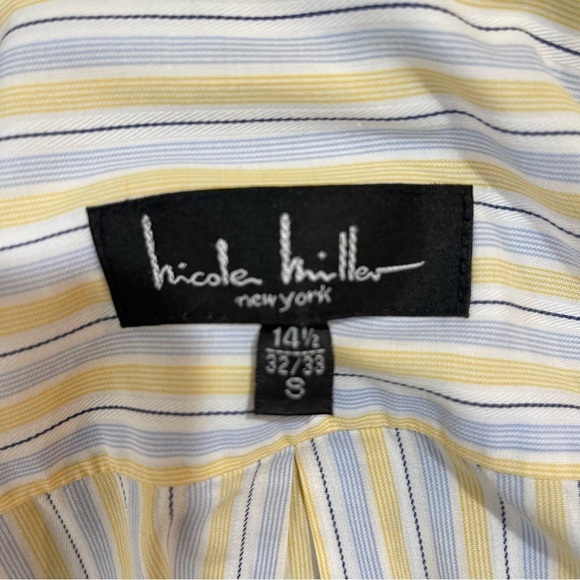 nicole miller
new york
14½
32/33
S